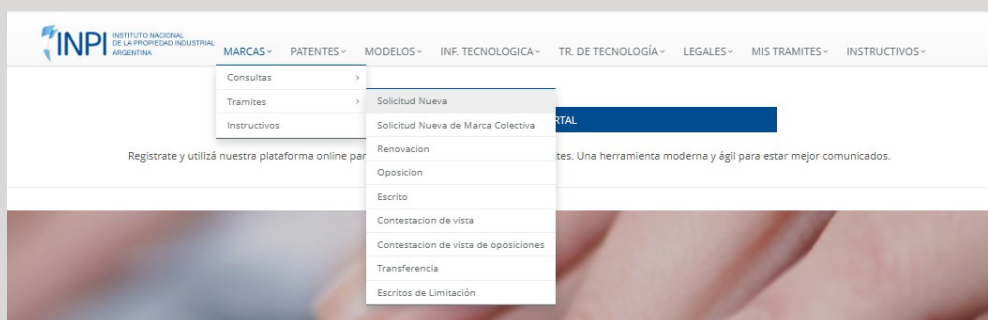 INPI
INSTITUTO NACIONAL
DE LA PROPIEDAD INDUSTRIAL
ARGENTINA
MARCAS PATENTES MODELOS INF. TECNOLOGICA TR. DE TECNOLOGÍA LEGALES MIS TRAMITES INSTRUCTIVOS
Consultas
Tramites
Instructivos
Solicitud Nueva
Solicitud Nueva de Marca Colectiva
Renovacion
Oposicion
Escrito
Contestacion de vista
Contestacion de vista de oposiciones
Transferencia
Escritos de Limitación
Registrate y utilizá nuestra plataforma online Una herramienta moderna y ágil para estar mejor comunicados.